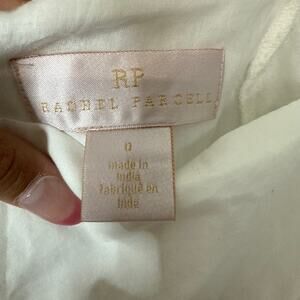 RP
RACHEL PARCELL
0
made in
India
fabriqué en
Inde